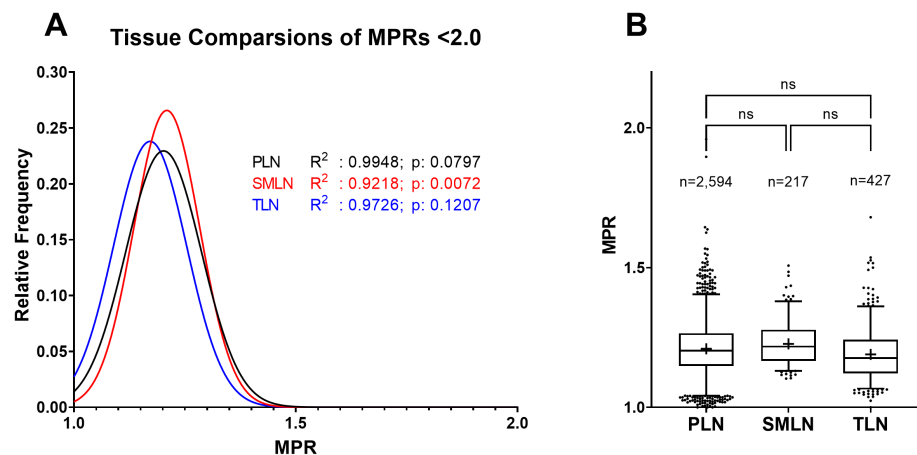 A
Tissue Comparsions of MPRs <2.0
Relative Frequency
0.30
0.25
0.20
0.15
0.10
0.05
0.00
PLN R² : 0.9948; p: 0.0797
SMLN R² : 0.9218; p: 0.0072
TLN R² : 0.9726; p: 0.1207
1.0 1.5 2.0
MPR
B
MPR
2.0
1.5
1.0
ns
ns ns
n=2,594 n=217 n=427
PLN SMLN TLN